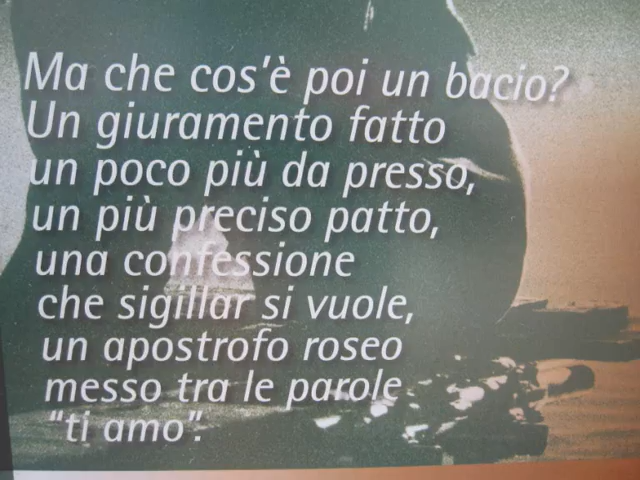 Ma che cos'è poi un bacio?
Un giuramento fatto
un poco più da presso,
un più preciso patto,
una confessione
che sigillar si vuole,
un apostrofo roseo
messo tra le parole
“ti amo”.